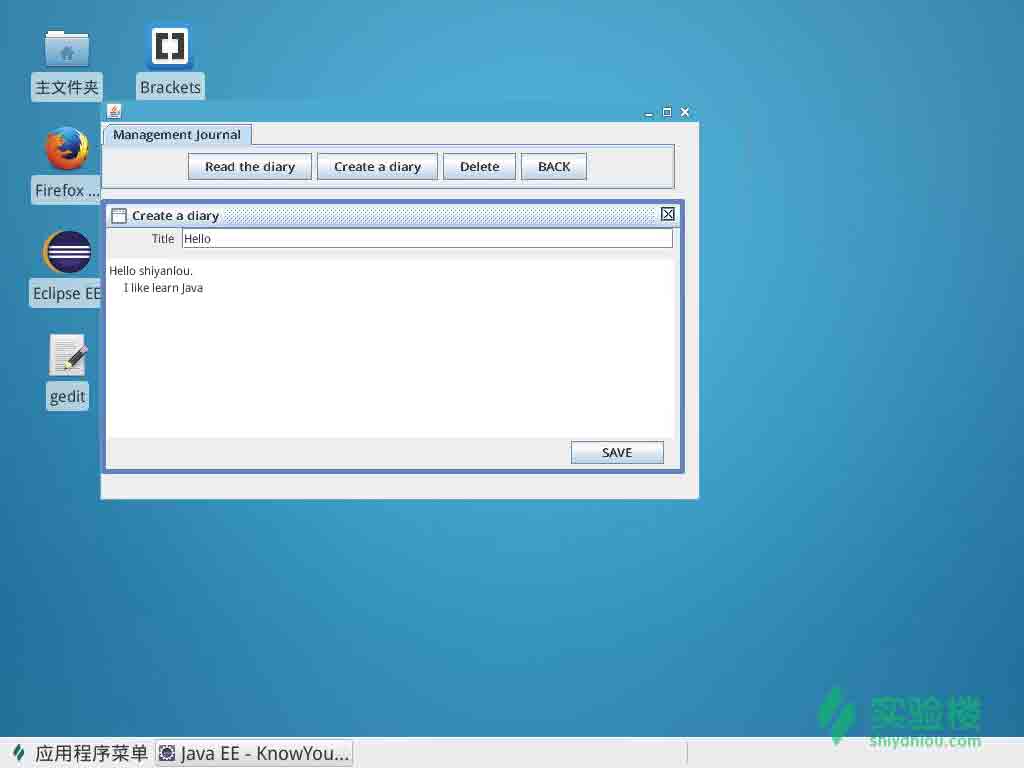 主文件夹
Brackets
Management Journal
Firefox ...
Read the diary
Create a diary
Delete
BACK
Create a diary
Title
Hello
Eclipse EE
Hello shiyanlou.
I like learn Java
gedit
SAVE
实验楼
shiyanlou.com
应用程序菜单
Java EE - KnowYou...